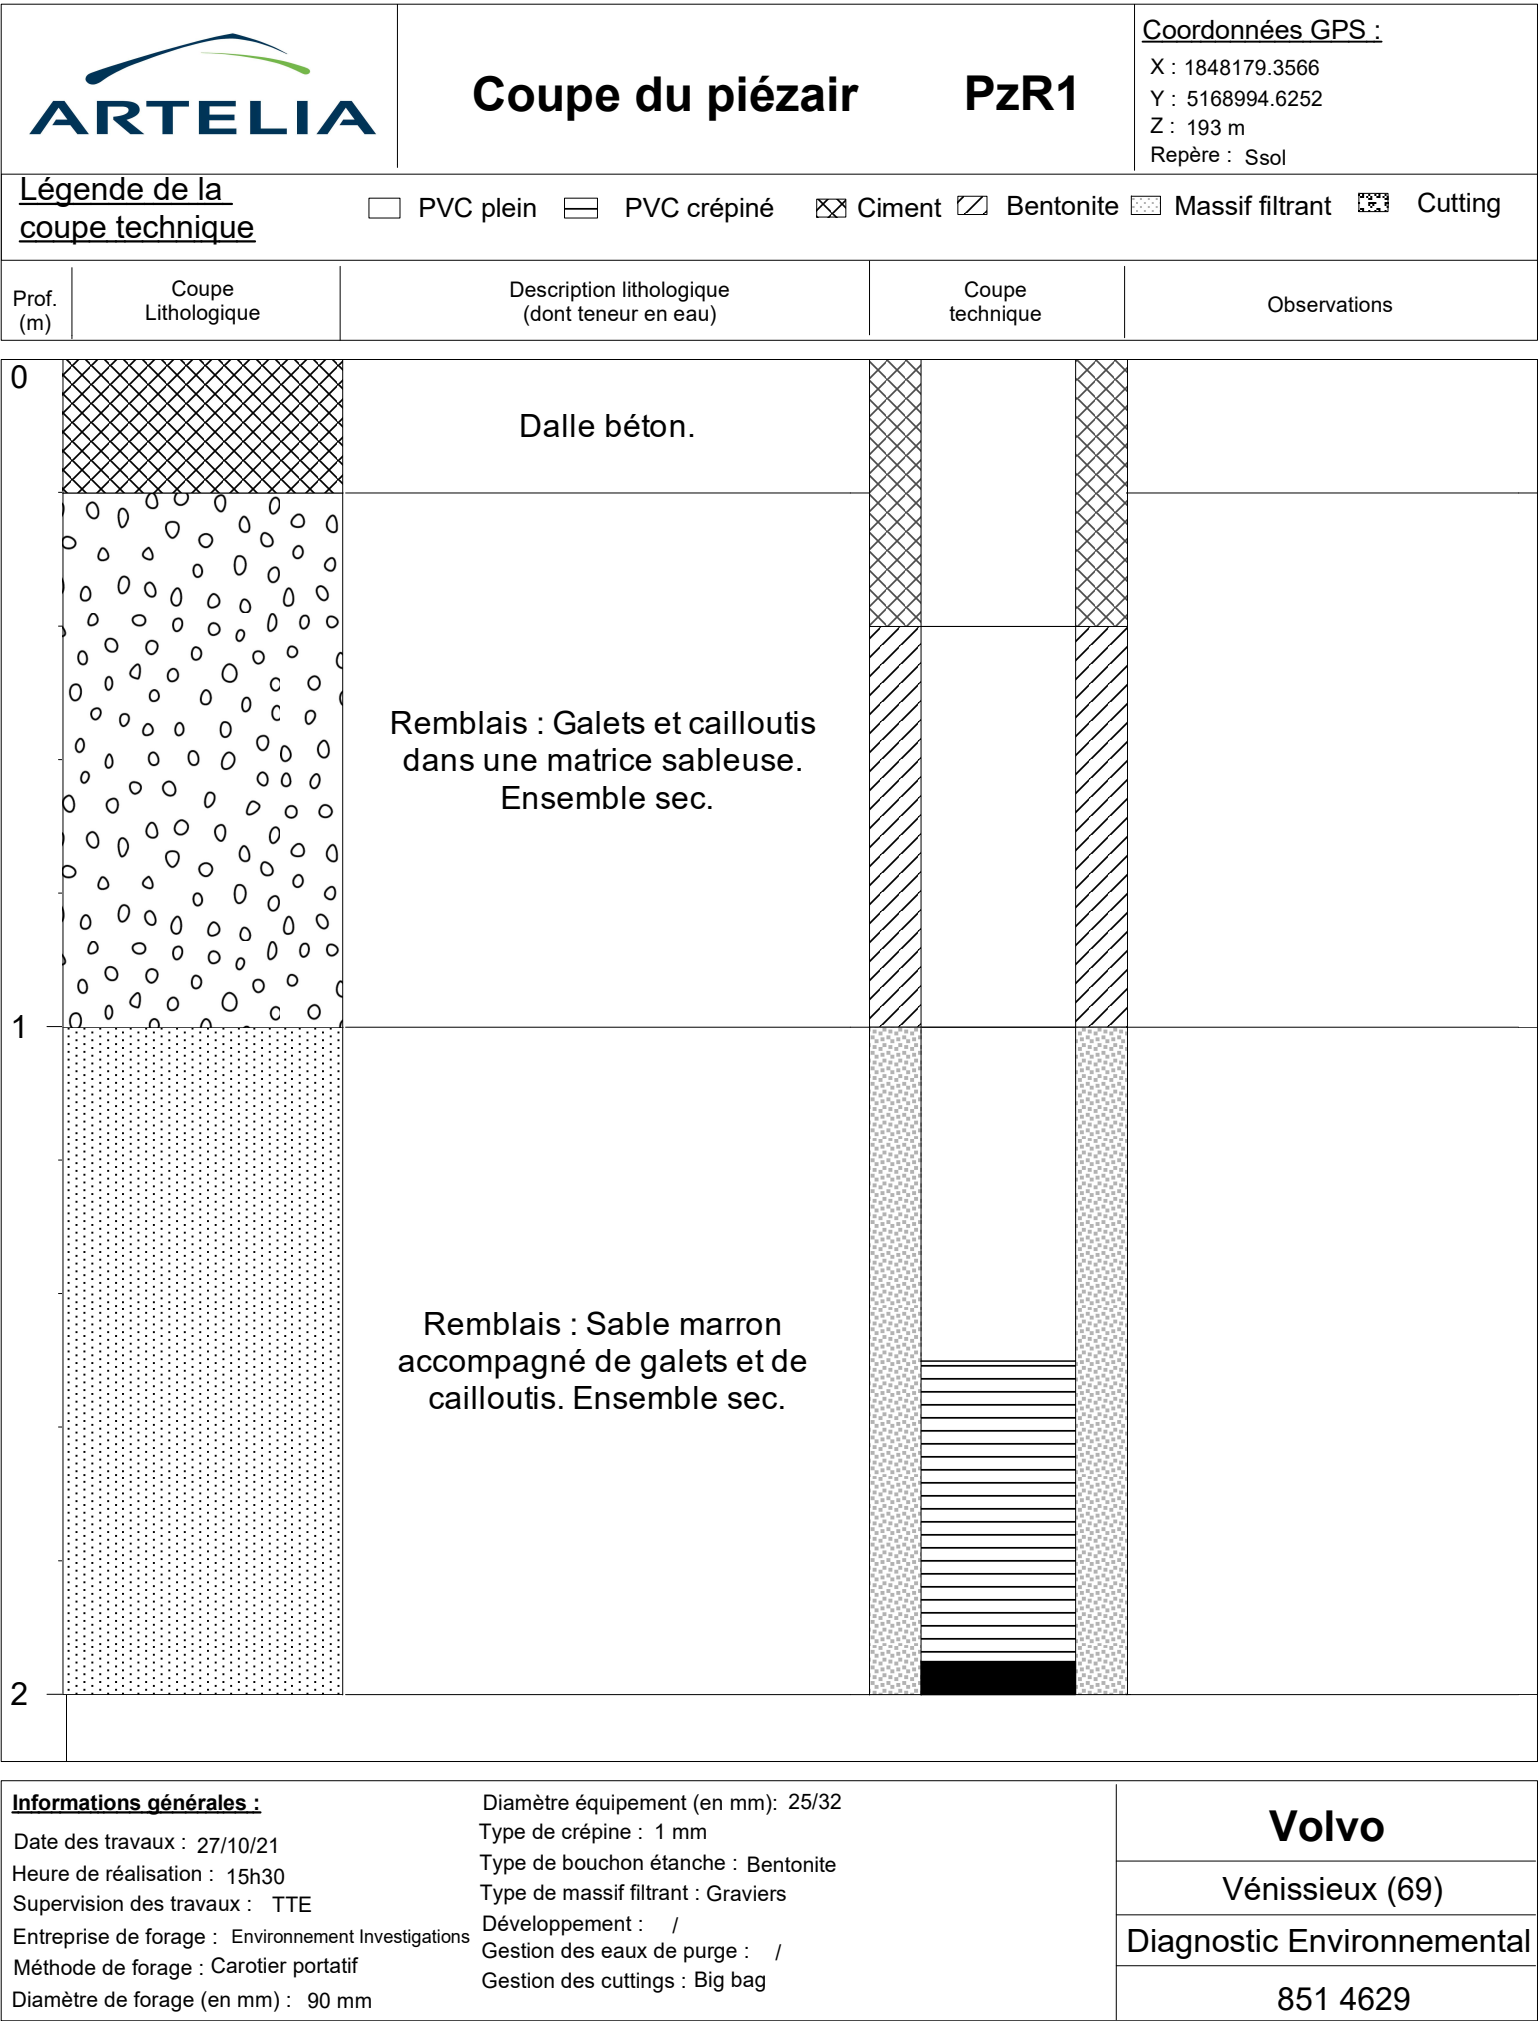 ARTELIA
Coupe du piézair PzR1
Coordonnées GPS :
X : 1848179.3566
Y : 5168994.6252
Z : 193 m
Repère : Ssol
Légende de la
coupe technique
PVC plein PVC crépiné Ciment Bentonite Massif filtrant Cutting
Prof.
(m)
Coupe
Lithologique
Description lithologique
(dont teneur en eau)
Coupe
technique
Observations
0
Dalle béton.
Remblais : Galets et cailloutis
dans une matrice sableuse.
Ensemble sec.
1
Remblais : Sable marron
accompagné de galets et de
cailloutis. Ensemble sec.
2
Informations générales :
Date des travaux : 27/10/21
Heure de réalisation : 15h30
Supervision des travaux : TTE
Entreprise de forage : Environnement Investigations
Méthode de forage : Carotier portatif
Diamètre de forage (en mm) : 90 mm
Diamètre équipement (en mm): 25/32
Type de crépine : 1 mm
Type de bouchon étanche : Bentonite
Type de massif filtrant : Graviers
Développement : /
Gestion des eaux de purge : /
Gestion des cuttings : Big bag
Volvo
Vénissieux (69)
Diagnostic Environnemental
851 4629